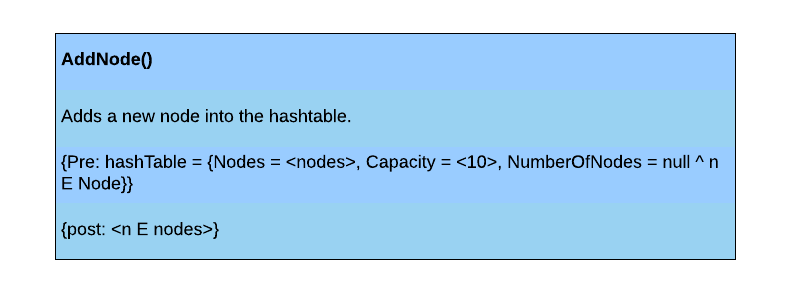 AddNode()
Adds a new node into the hashtable.
{Pre: hashTable = {Nodes = <nodes>, Capacity = <10>, NumberOfNodes = null ^ n
E Node}}
{post: <n E nodes>}